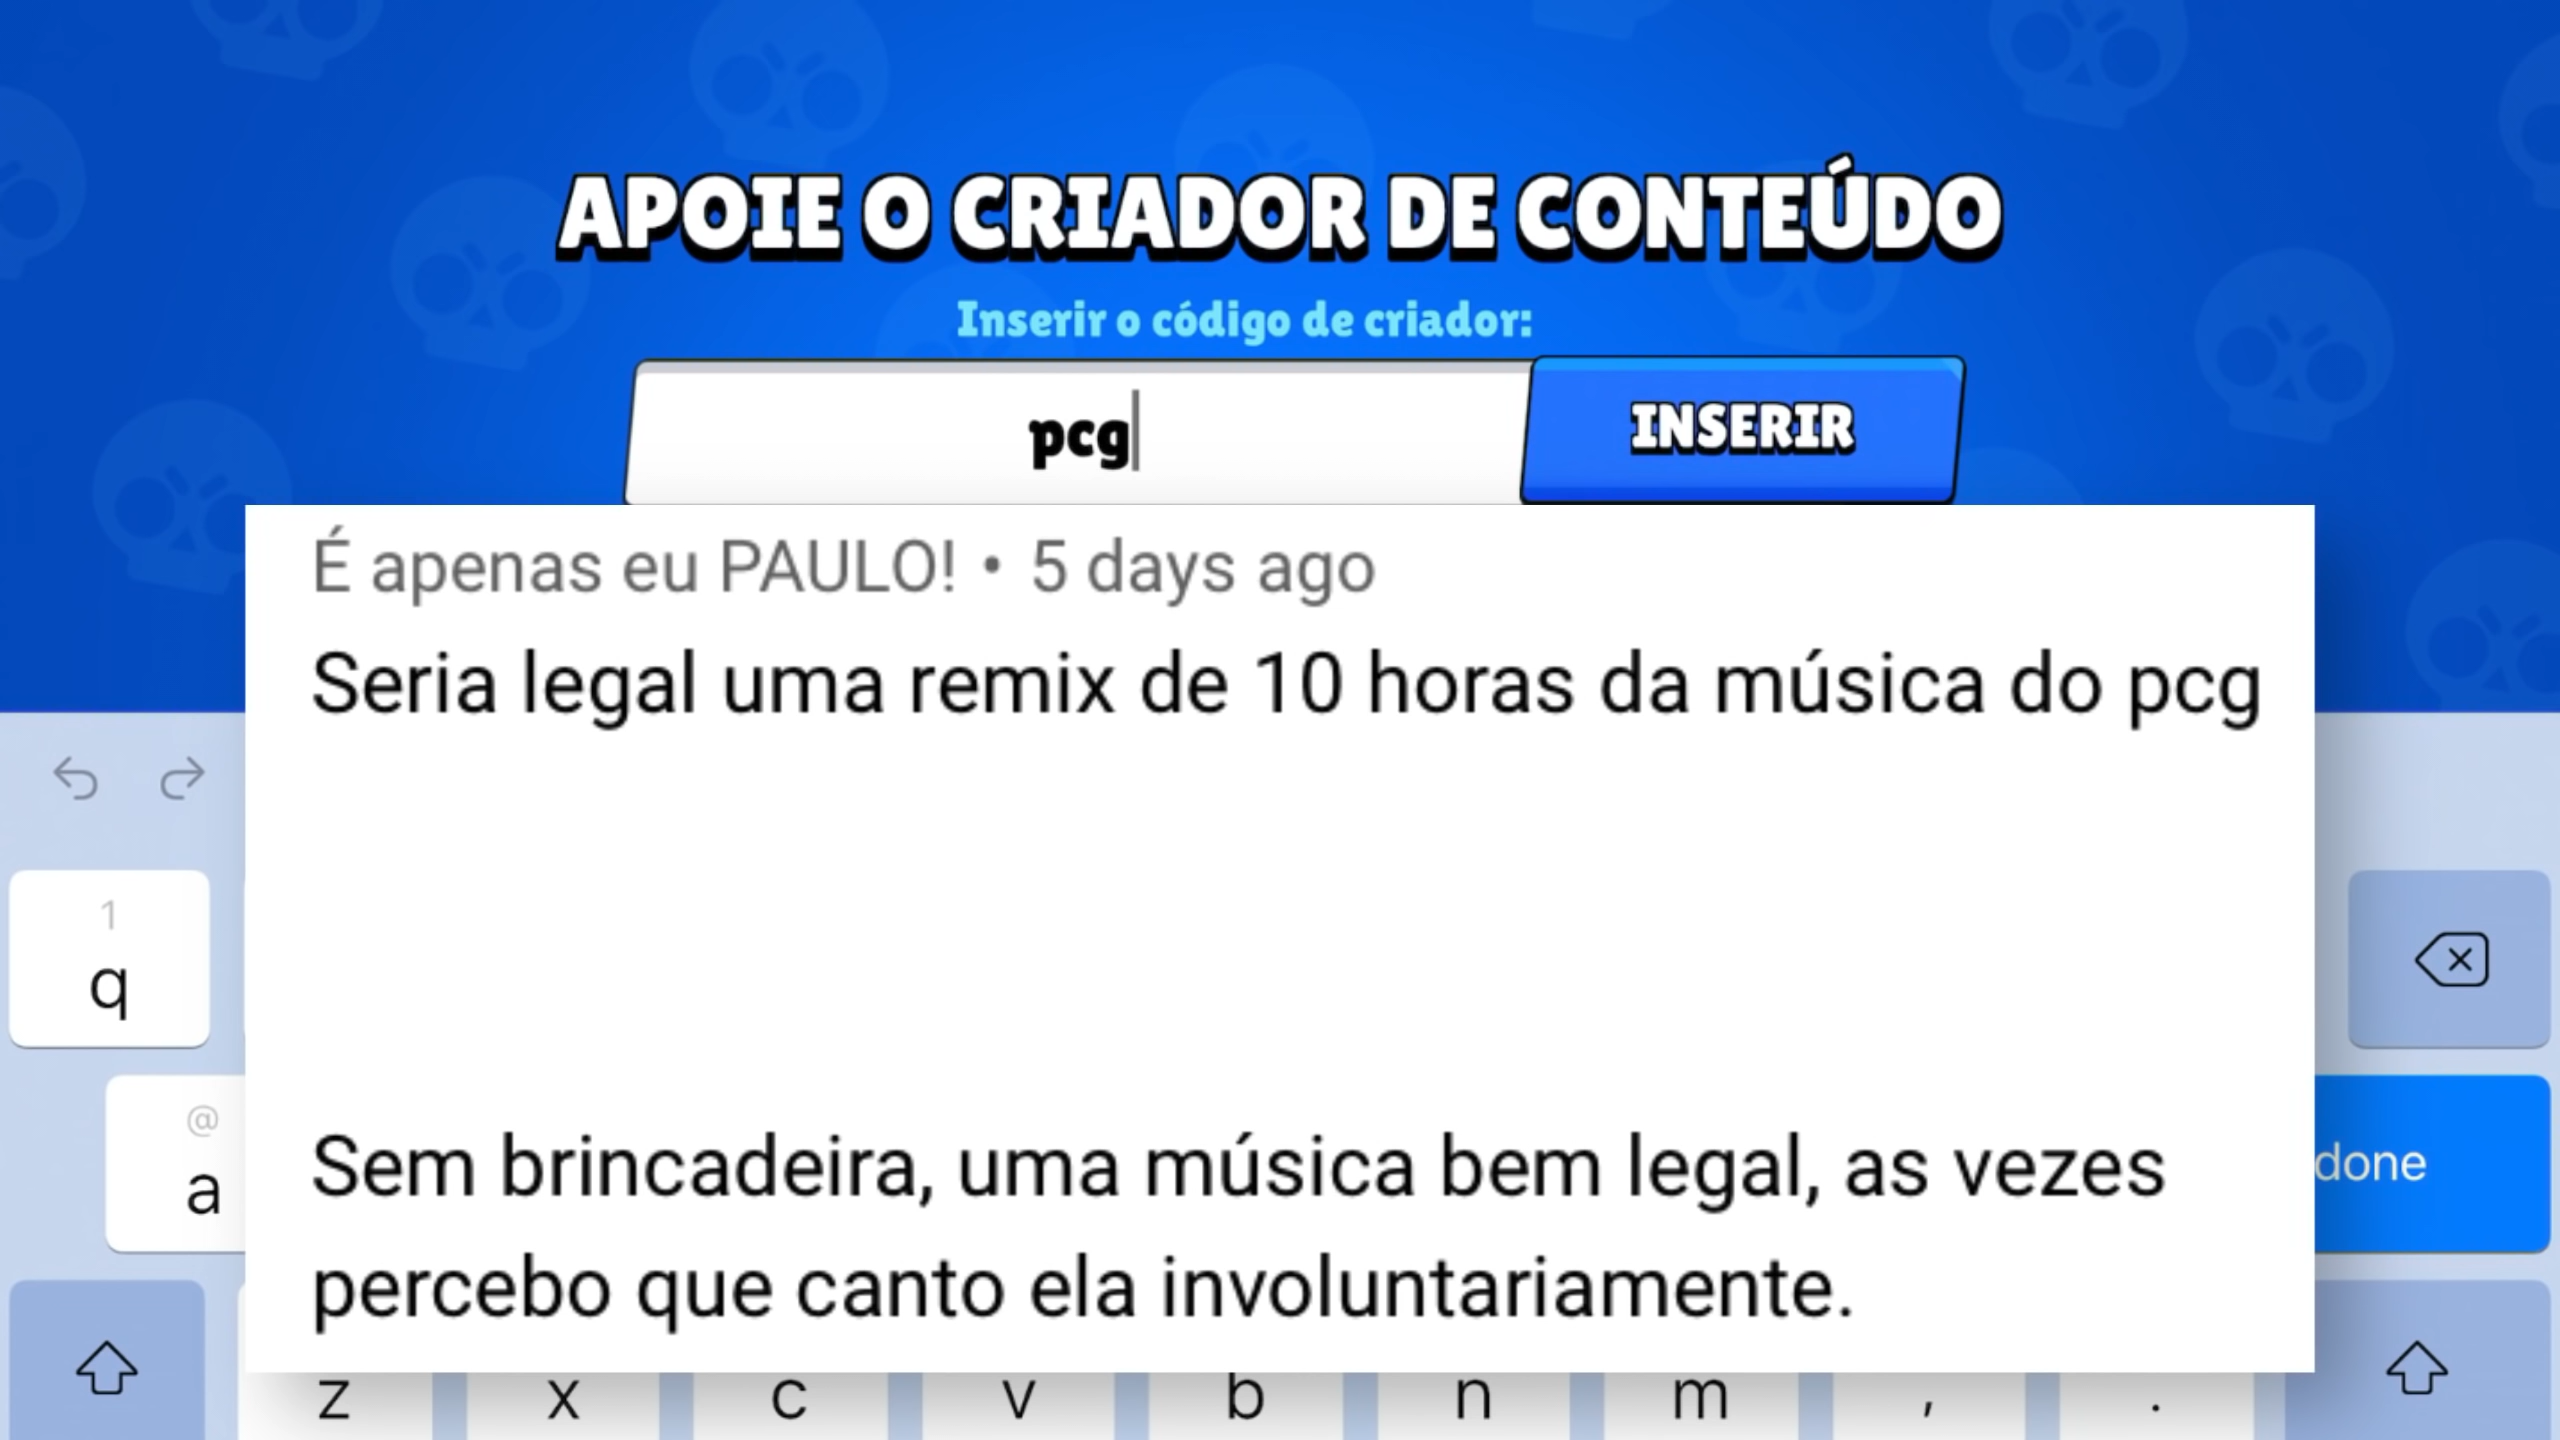 APOIE O CRIADOR DE CONTEÚDO
Inserir o código de criador:
pcg
INSERIR
É apenas eu PAULO! • 5 days ago
Seria legal uma remix de 10 horas da música do pcg
Sem brincadeira, uma música bem legal, as vezes
percebo que canto ela involuntariamente.
1
q
@
a
done
z x c v b n m , .